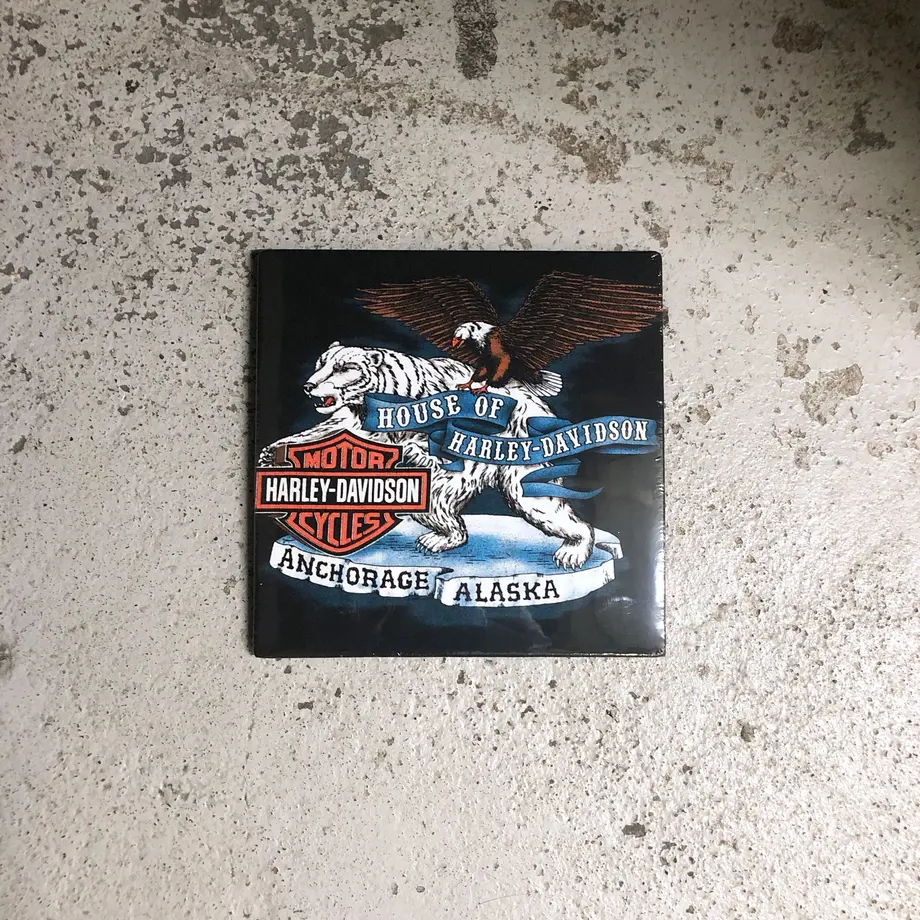 HOUSE OF
HARLEY-DAVIDSON
MOTOR
HARLEY-DAVIDSON
CYCLES
ANCHORAGE ALASKA